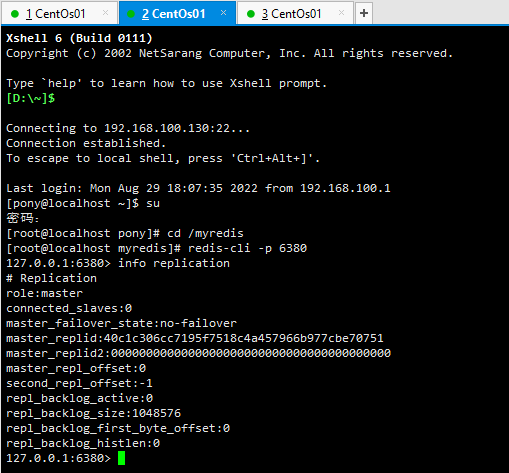 1 CentOs01 × 2 CentOs01 × 3 CentOs01 × +
Xshell 6 (Build 0111)
Copyright (c) 2002 NetSarang Computer, Inc. All rights reserved.
Type `help' to learn how to use Xshell prompt.
[D:\~]$
Connecting to 192.168.100.130:22...
Connection established.
To escape to local shell, press 'Ctrl+Alt+]'.
Last login: Mon Aug 29 18:07:35 2022 from 192.168.100.1
[pony@localhost ~]$ su
密码:
[root@localhost pony]# cd /myredis
[root@localhost myredis]# redis-cli -p 6380
127.0.0.1:6380> info replication
# Replication
role:master
connected_slaves:0
master_failover_state:no-failover
master_replid:40c1c306cc7195f7518c4a457966b977cbe70751
master_replid2:0000000000000000000000000000000000000000
master_repl_offset:0
second_repl_offset:-1
repl_backlog_active:0
repl_backlog_size:1048576
repl_backlog_first_byte_offset:0
repl_backlog_histlen:0
127.0.0.1:6380>